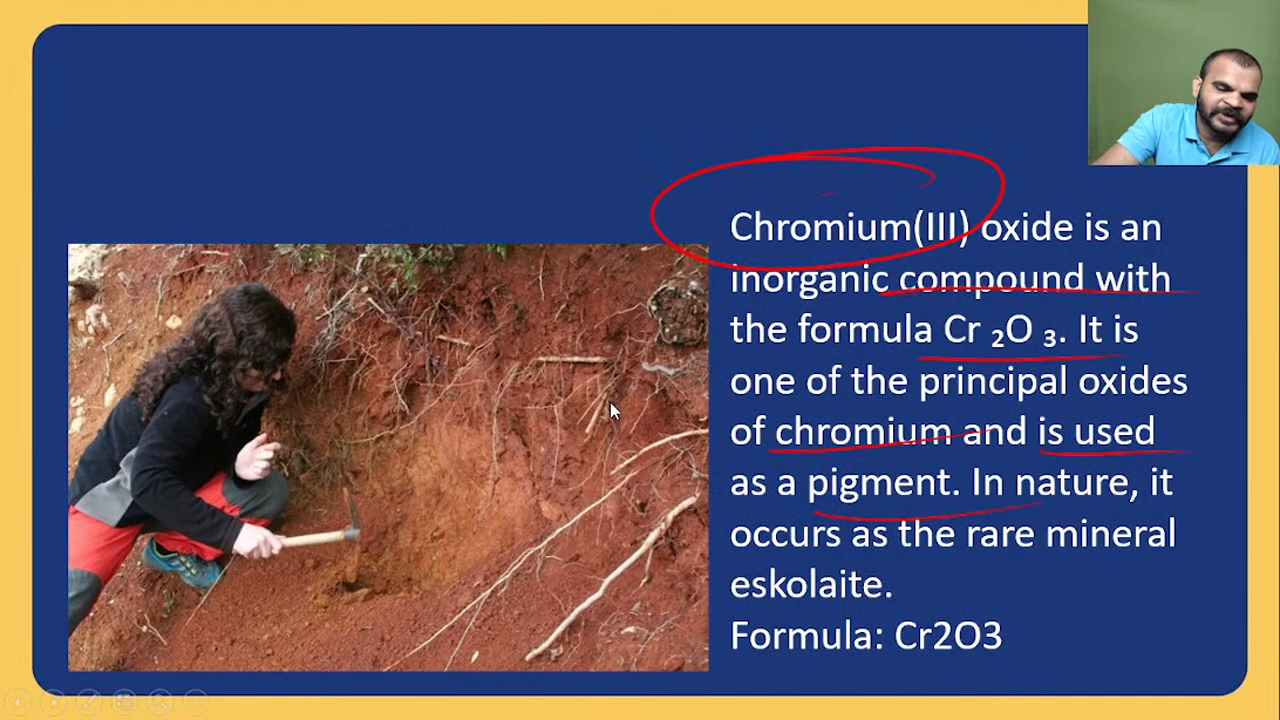 Chromium(III) oxide is an
inorganic compound with
the formula Cr ₂O ₃. It is
one of the principal oxides
of chromium and is used
as a pigment. In nature, it
occurs as the rare mineral
eskolaite.
Formula: Cr2O3